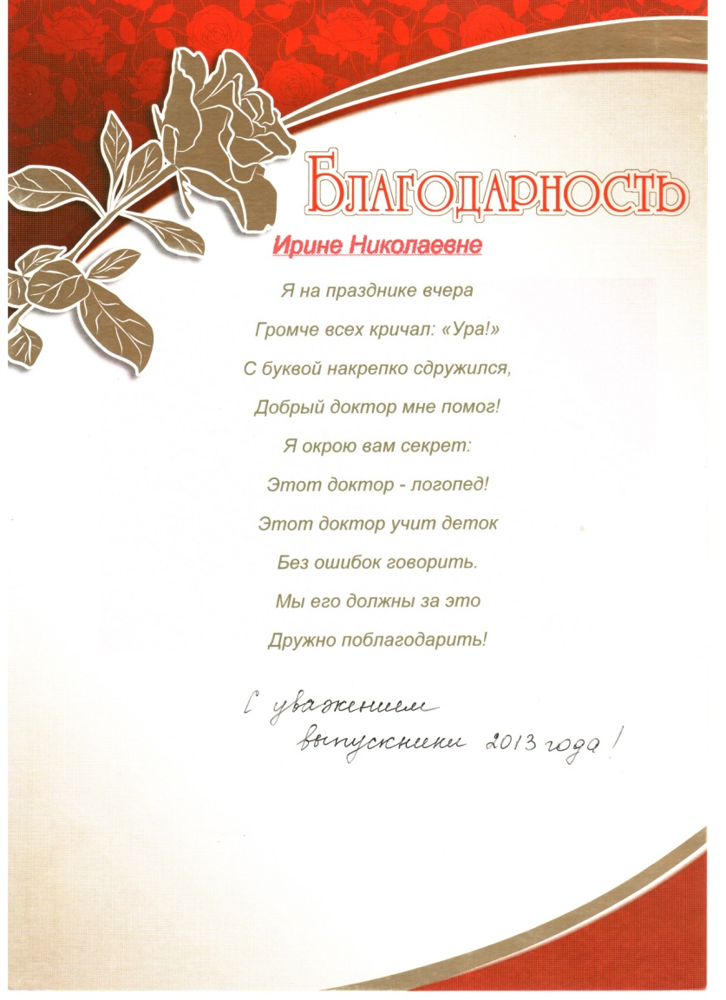 Благодарность
Ирине Николаевне
Я на празднике вчера
Громче всех кричал: «Ура!»
С буквой накрепко сдружился,
Добрый доктор мне помог!
Я окрою вам секрет:
Этот доктор - логопед!
Этот доктор учит деток
Без ошибок говорить.
Мы его должны за это
Дружно поблагодарить!
С уважением
выпускники 2013 года!